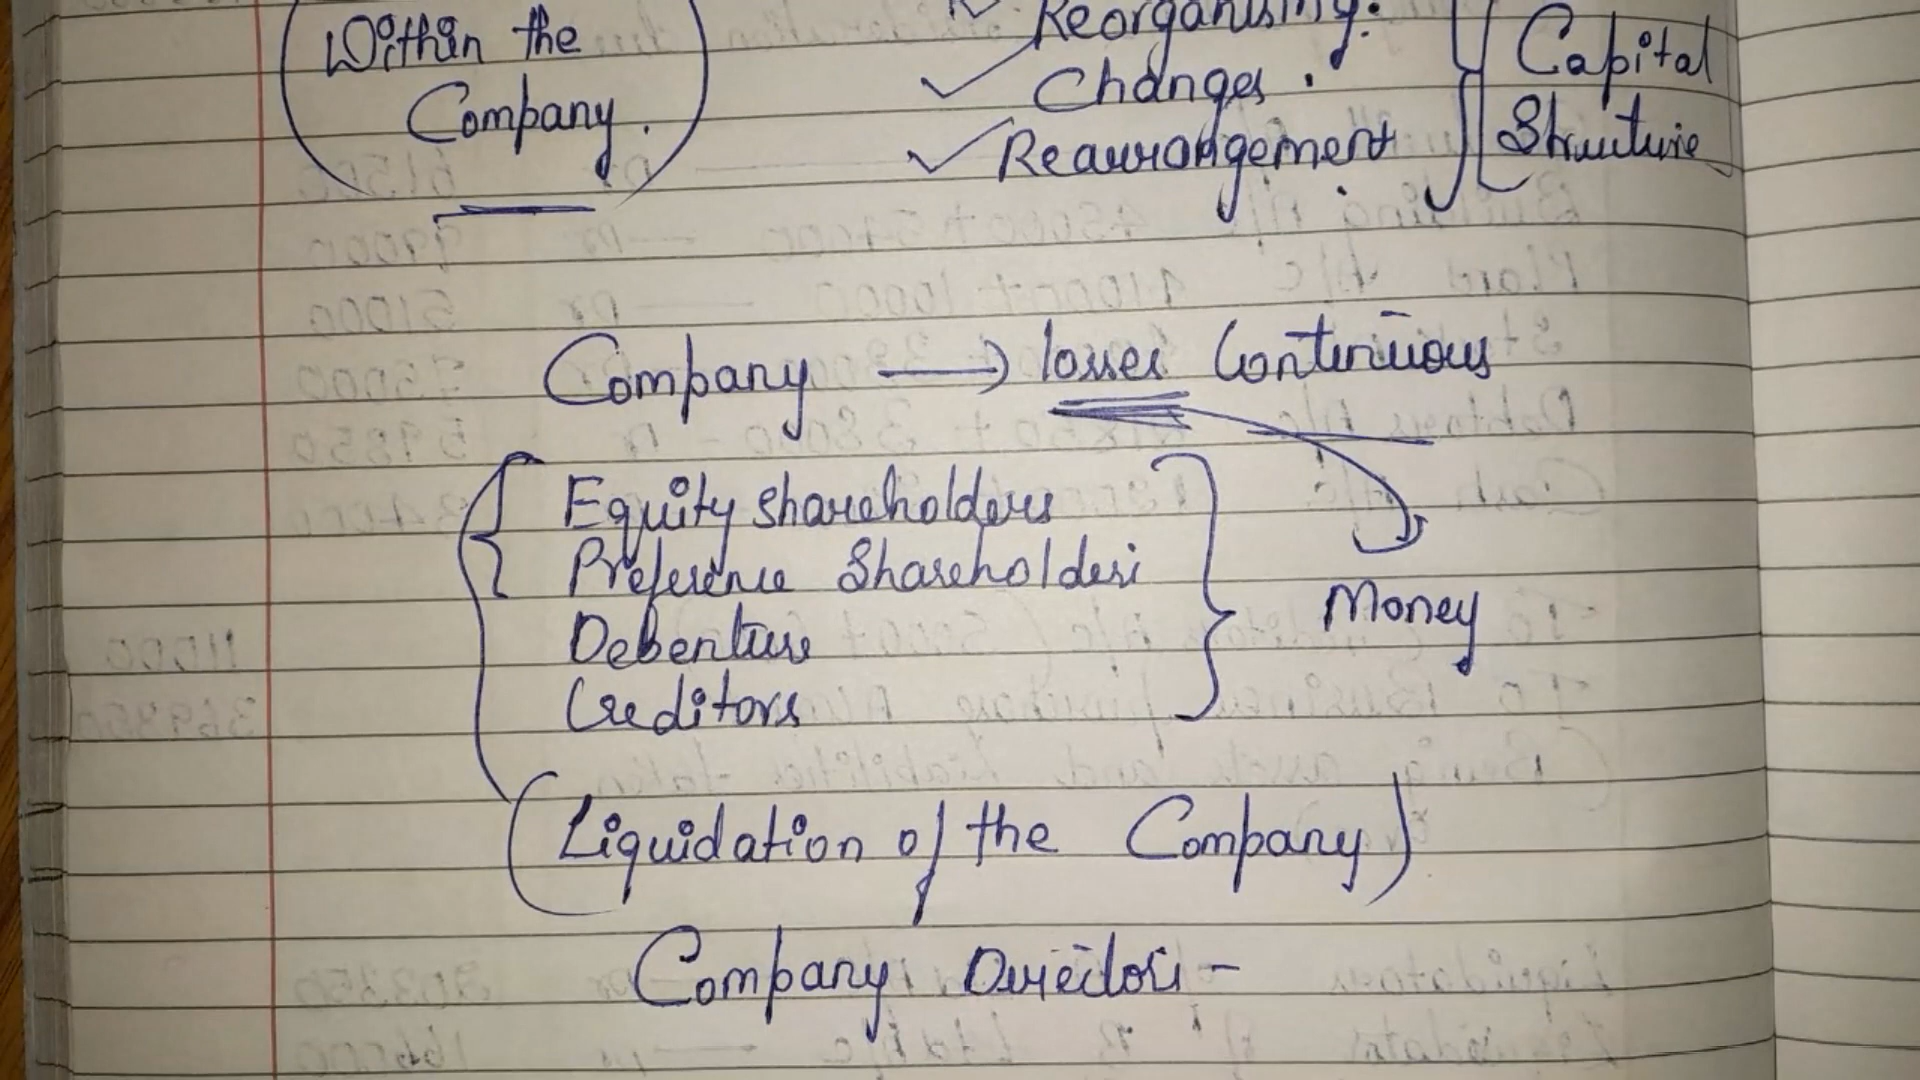 Within the
Company.
Reorganising.
Changes.
Rearrangement
Capital
Structure
Company → losses Continuous
Equity shareholders
Preference Shareholders
Debenture
Creditors
Money
(Liquidation of the Company)
Company Directors -